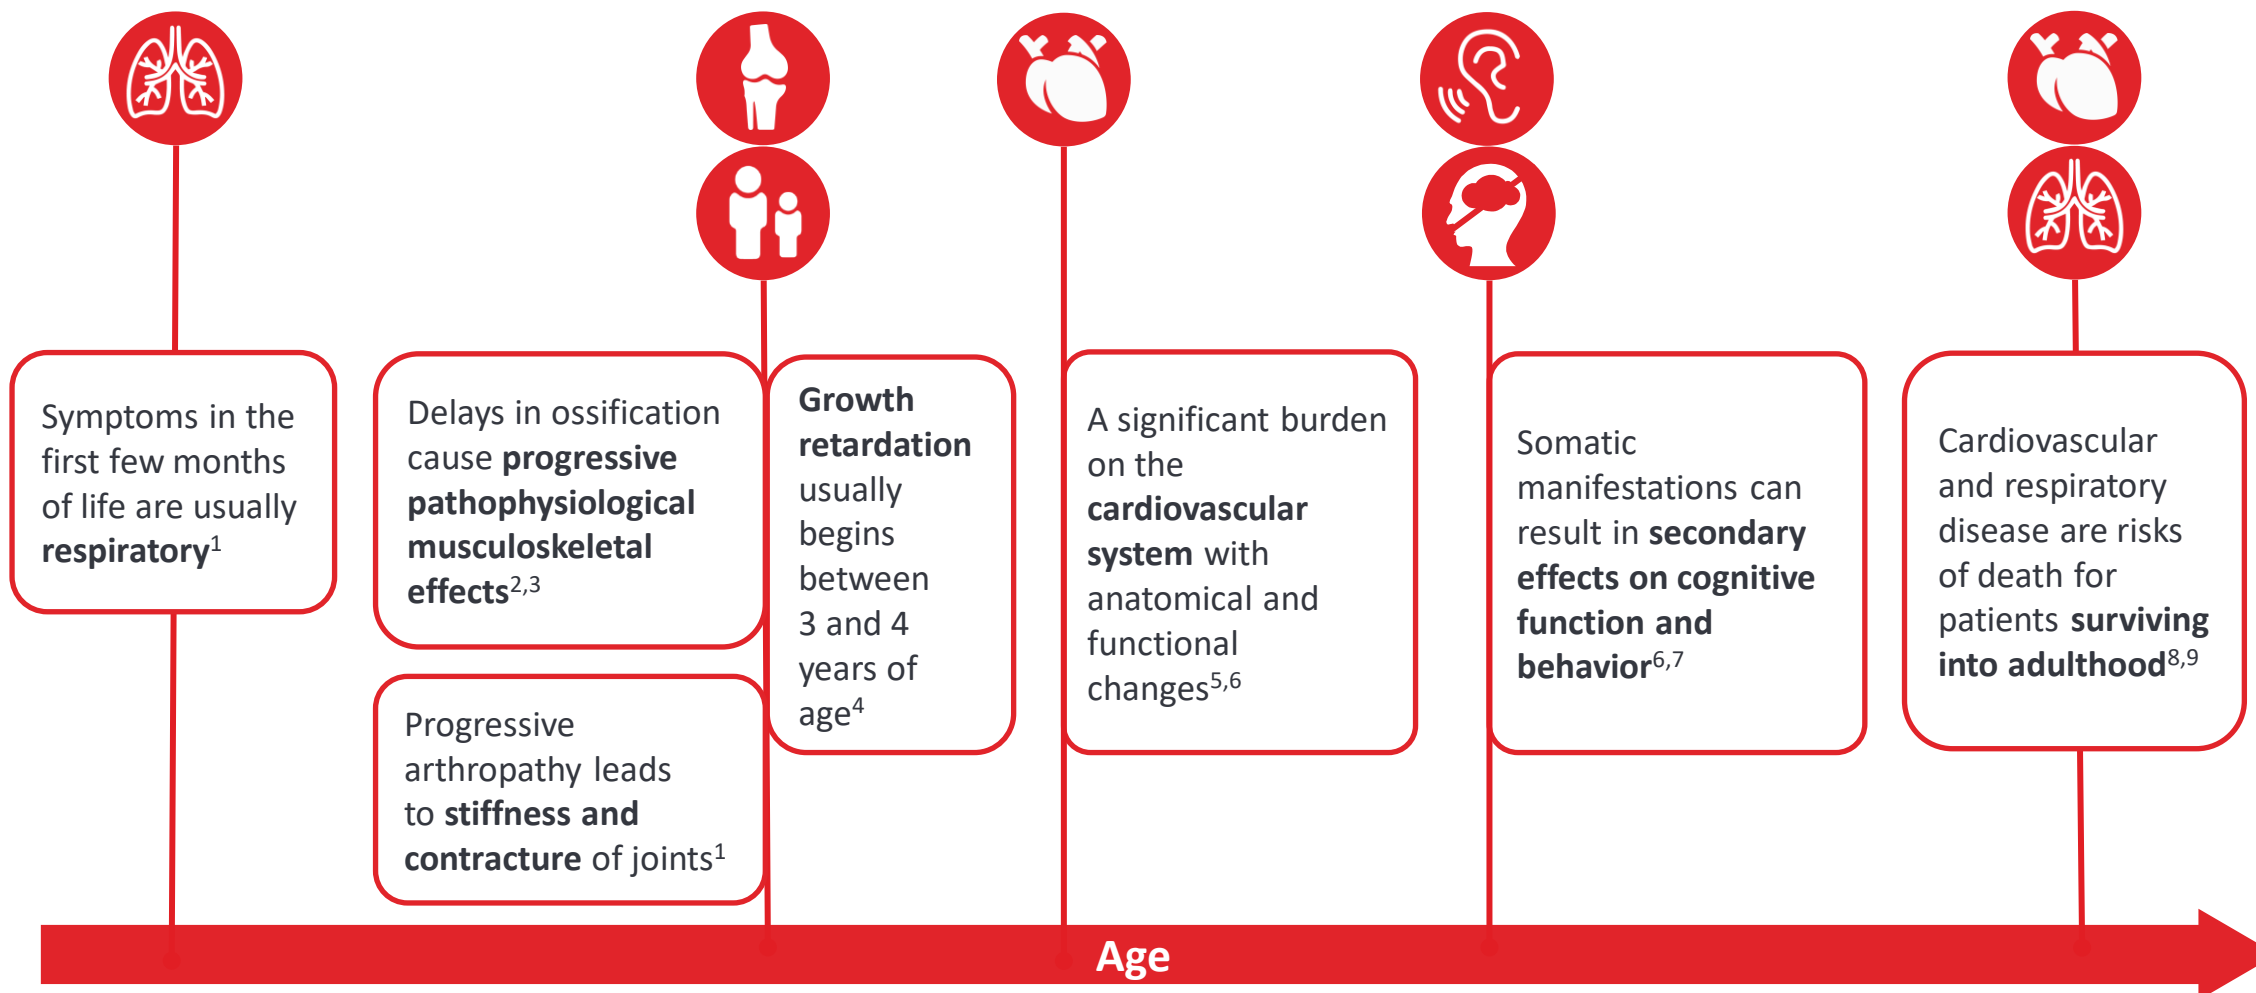 Symptoms in the
first few months
of life are usually
respiratory1
Delays in ossification
cause progressive
pathophysiological
musculoskeletal
effects2,3
Progressive
arthropathy leads
to stiffness and
contracture of joints1
Growth
retardation
usually
begins
between
3 and 4
years of
age4
A significant burden
on the
cardiovascular
system with
anatomical and
functional
changes5,6
Somatic
manifestations can
result in secondary
effects on cognitive
function and
behavior6,7
Cardiovascular
and respiratory
disease are risks
of death for
patients surviving
into adulthood8,9
Age